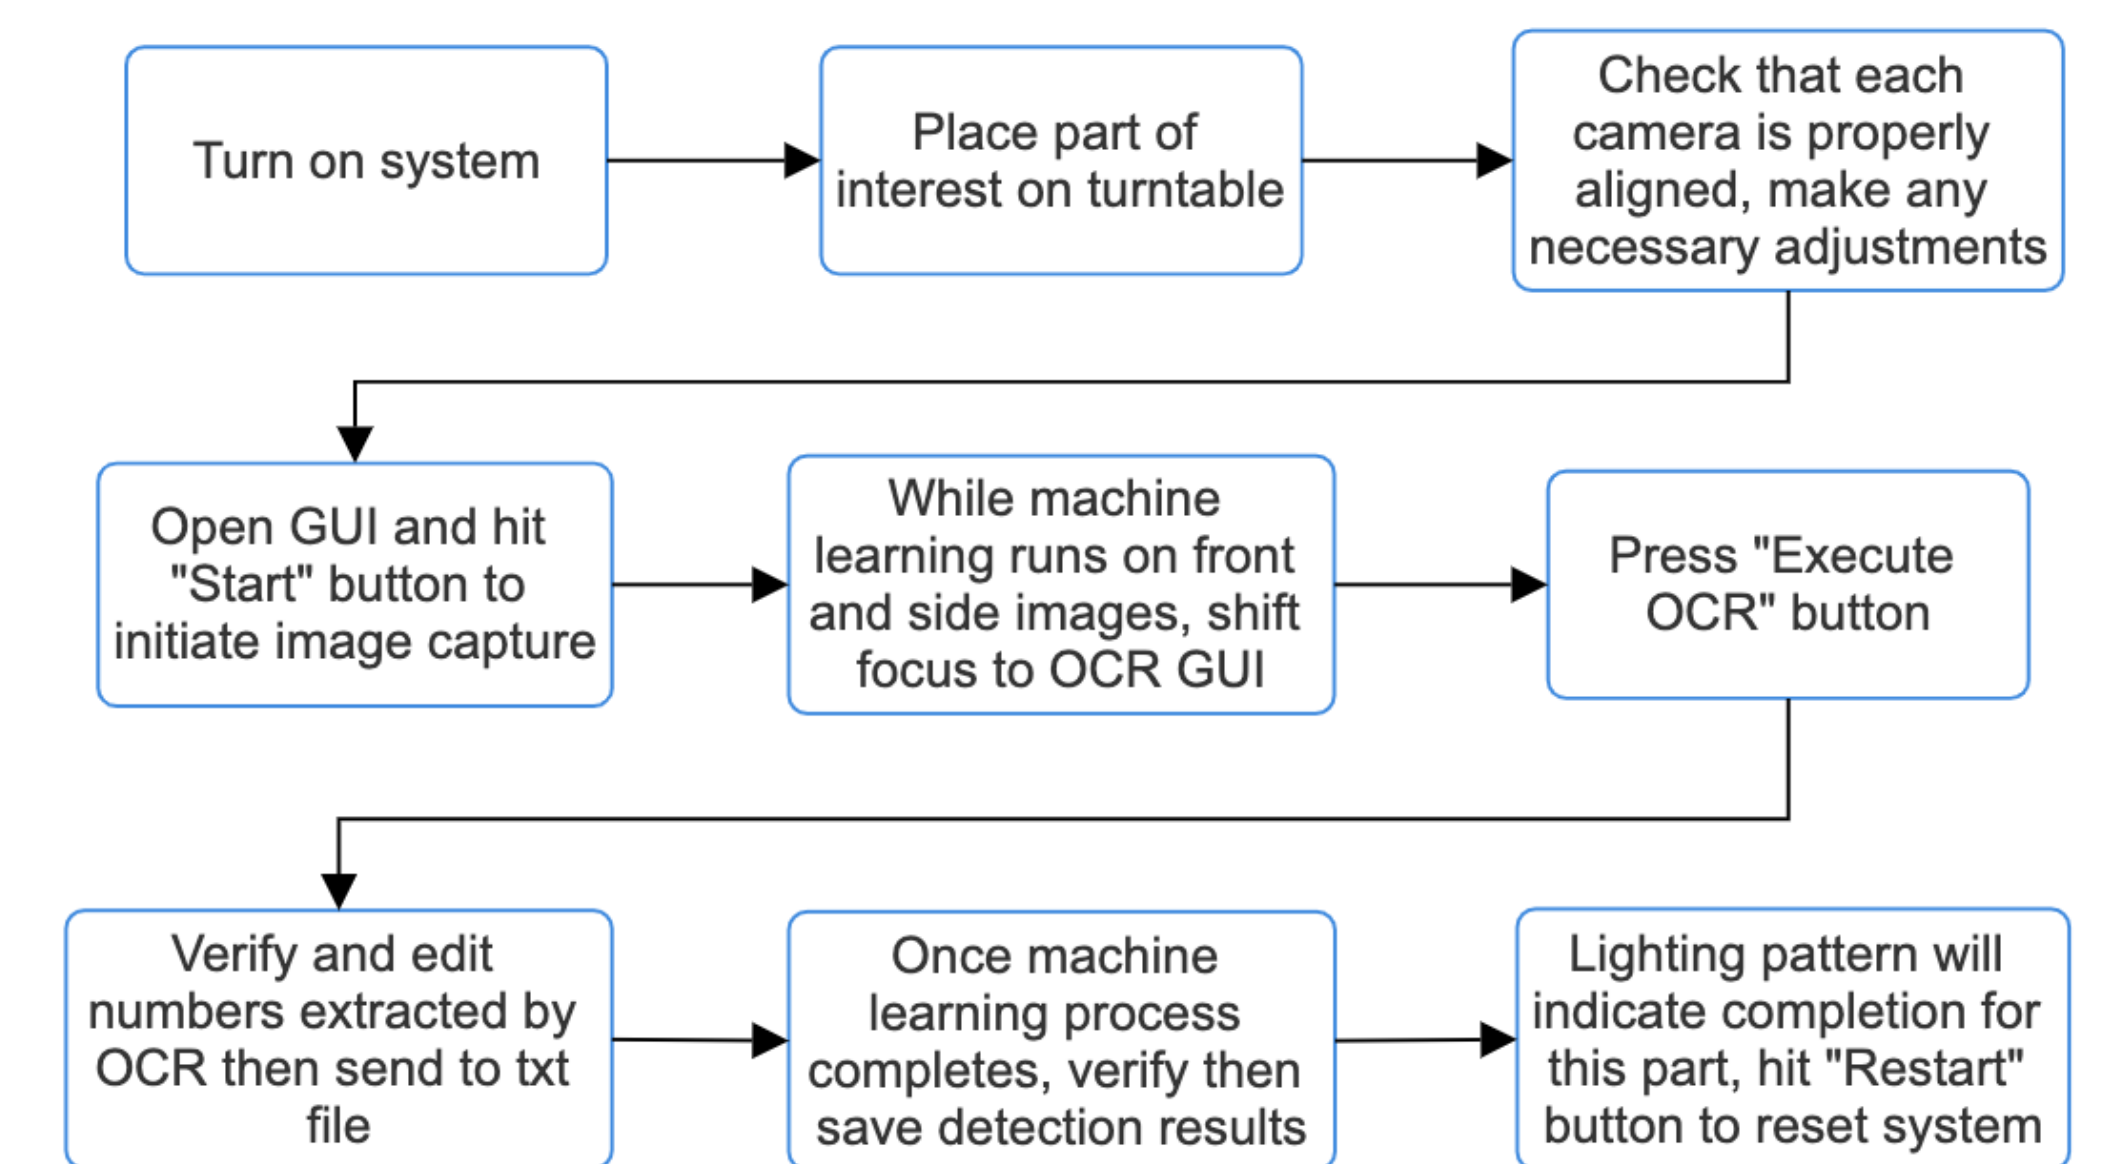 Turn on system
Place part of
interest on turntable
Check that each
camera is properly
aligned, make any
necessary adjustments
Open GUI and hit
"Start" button to
initiate image capture
While machine
learning runs on front
and side images, shift
focus to OCR GUI
Press "Execute
OCR" button
Verify and edit
numbers extracted by
OCR then send to txt
file
Once machine
learning process
completes, verify then
save detection results
Lighting pattern will
indicate completion for
this part, hit "Restart"
button to reset system